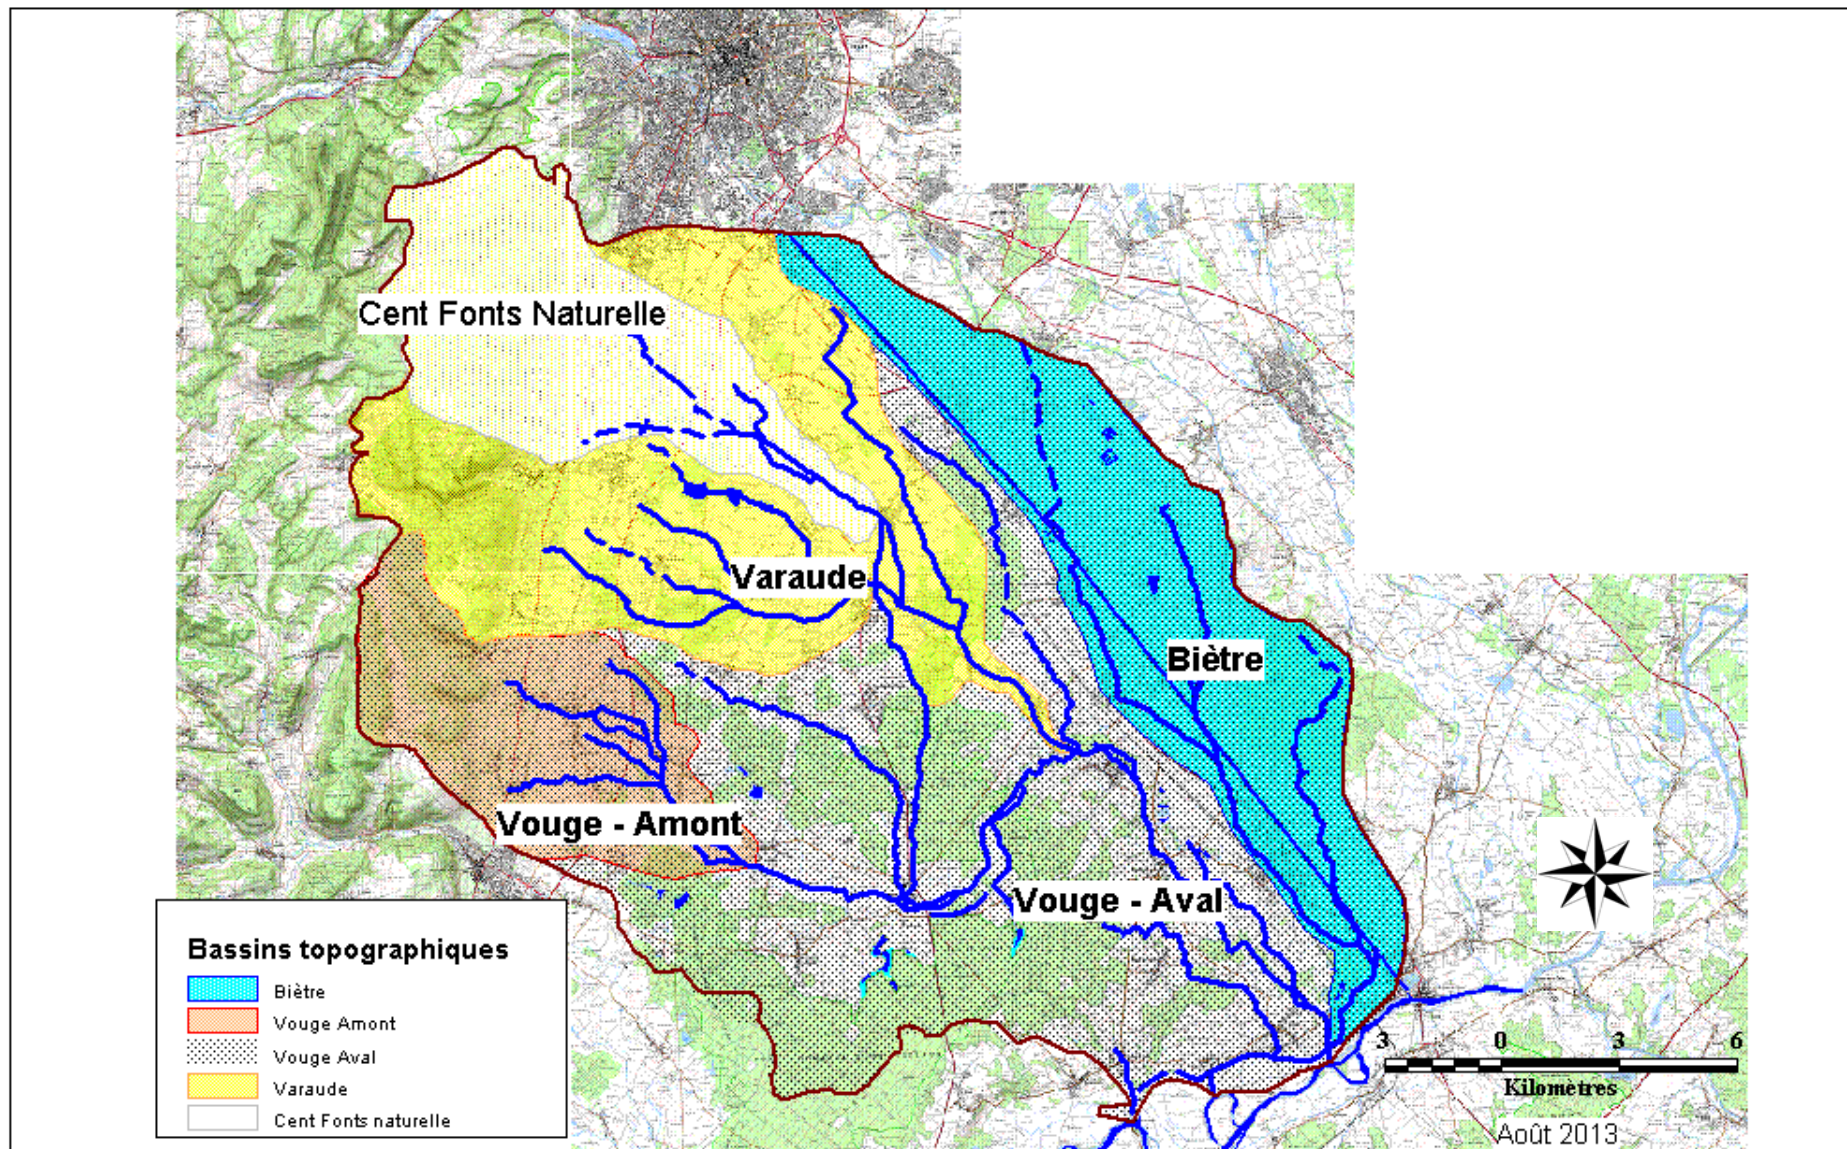 Cent Fonts Naturelle
Varaude
Biètre
Vouge - Amont
Vouge - Aval
Bassins topographiques
Biètre
Vouge Amont
Vouge Aval
Varaude
Cent Fonts naturelle
3 0 3 6
Kilomètres
Août 2013